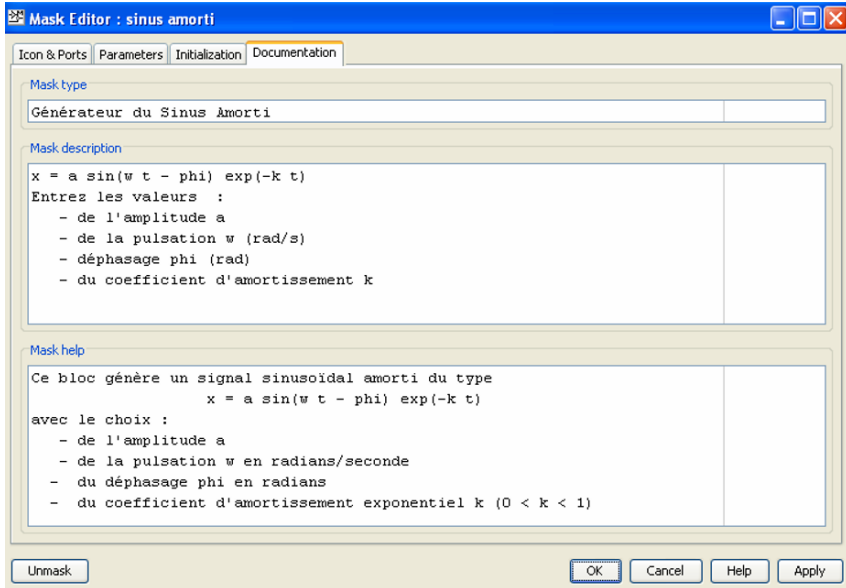 Mask Editor : sinus amorti
Icon & Ports Parameters Initialization Documentation
Mask type
Générateur du Sinus Amorti
Mask description
x = a sin(w t - phi) exp(-k t)
Entrez les valeurs  :
- de l'amplitude a
- de la pulsation w (rad/s)
- déphasage phi (rad)
- du coefficient d'amortissement k
Mask help
Ce bloc génère un signal sinusoïdal amorti du type
x = a sin(w t - phi) exp(-k t)
avec le choix :
- de l'amplitude a
- de la pulsation w en radians/seconde
-  du déphasage phi en radians
-  du coefficient d'amortissement exponentiel k (0 < k < 1)
Unmask OK Cancel Help Apply